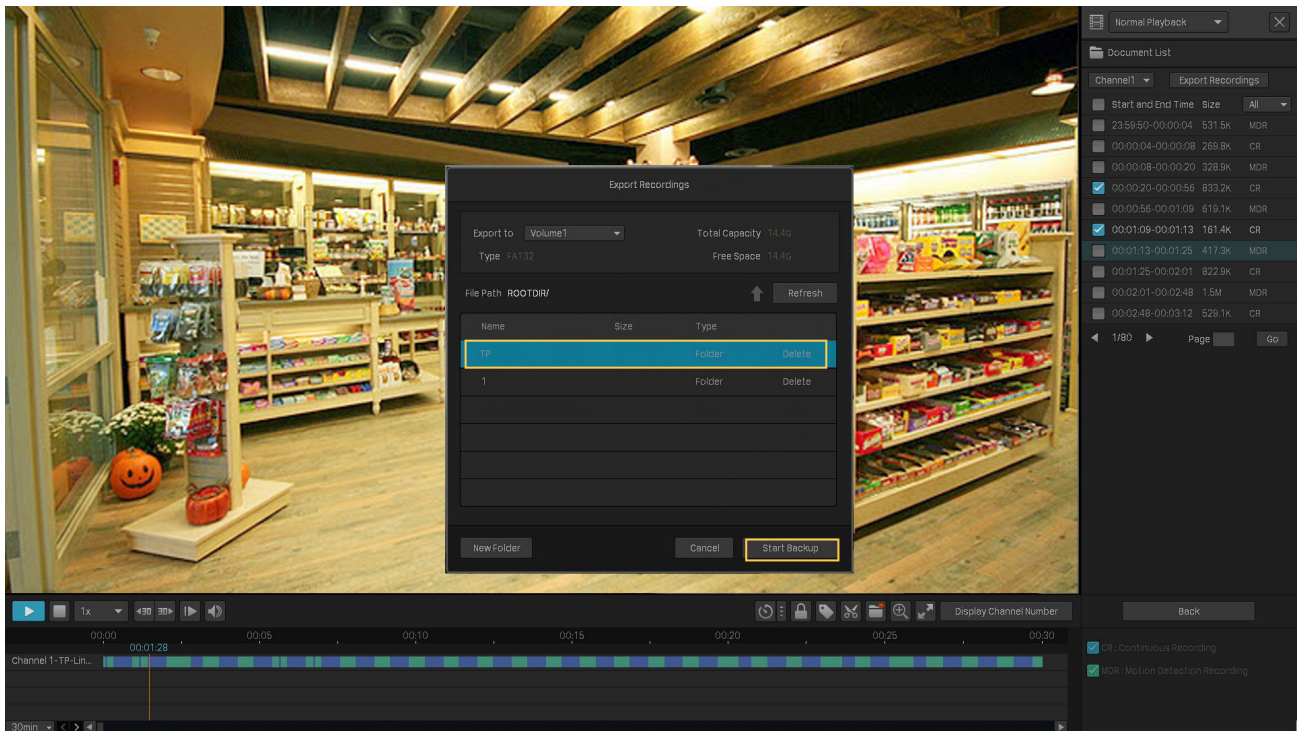 Normal Playback
Document List
Channel1 Export Recordings
Start and End Time Size All
23:59:50-00:00:04 531.5K MDR
00:00:04-00:00:08 269.8K CR
00:00:08-00:00:20 328.9K MDR
00:00:20-00:00:56 833.2K CR
00:00:56-00:01:09 619.1K MDR
00:01:09-00:01:13 161.4K CR
00:01:13-00:01:25 417.3K MDR
00:01:25-00:02:01 822.9K CR
00:02:01-00:02:48 1.5M MDR
00:02:48-00:03:12 529.1K CR
1/80 Page Go
Export Recordings
Export to Volume1 Total Capacity 14.4G
Type FAT32 Free Space 14.4G
File Path ROOTDIR/ Refresh
Name Size Type
TP Folder Delete
1 Folder Delete
New Folder Cancel Start Backup
1x 30 30 Display Channel Number Back
00:00 00:05 00:10 00:15 00:20 00:25 00:30
00:01:28
Channel 1-TP-Lin...
CR : Continuous Recording
MDR : Motion Detection Recording
30min